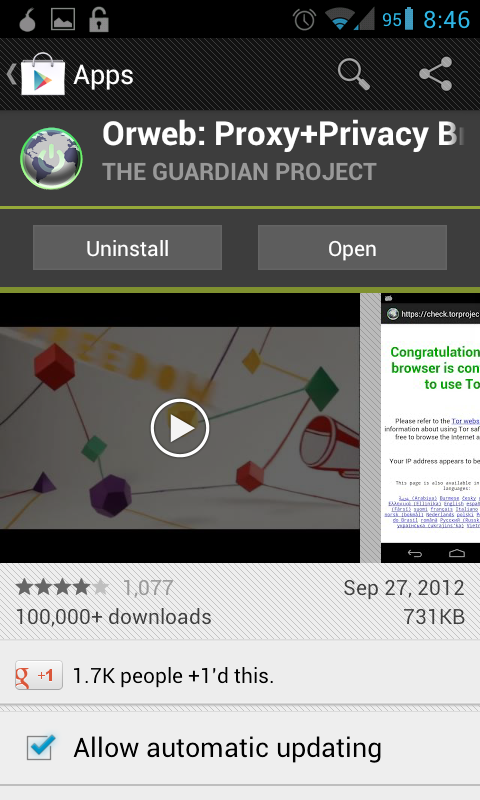 95 8:46
Apps
Orweb: Proxy+Privacy B
THE GUARDIAN PROJECT
Uninstall Open
EEDOM
https://check.torprojec
Congratulation
browser is con
to use To
Please refer to the Tor webs
information about using Tor saf
free to browse the Internet a
Your IP address appears to be
This page is also available in
languages:
1,077 Sep 27, 2012
100,000+ downloads 731KB
g +1 1.7K people +1'd this.
Allow automatic updating